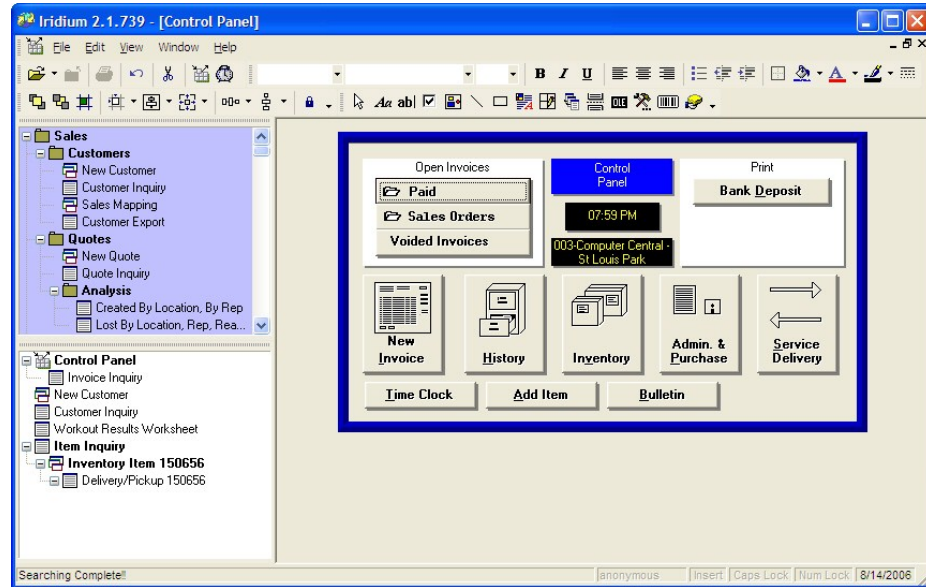 Iridium 2.1.739 - [Control Panel]
File Edit View Window Help
B I U
Aa ab| OLE
Sales
Customers
New Customer
Customer Inquiry
Sales Mapping
Customer Export
Quotes
New Quote
Quote Inquiry
Analysis
Created By Location, By Rep
Lost By Location, Rep, Rea...
Control Panel
Invoice Inquiry
New Customer
Customer Inquiry
Workout Results Worksheet
Item Inquiry
Inventory Item 150656
Delivery/Pickup 150656
Open Invoices
Paid
Sales Orders
Voided Invoices
Control
Panel
07:59 PM
003-Computer Central -
St Louis Park
Print
Bank Deposit
New
Invoice
History
Inventory
Admin. &
Purchase
Service
Delivery
Time Clock Add Item Bulletin
Searching Complete!! anonymous Insert Caps Lock Num Lock 8/14/2006